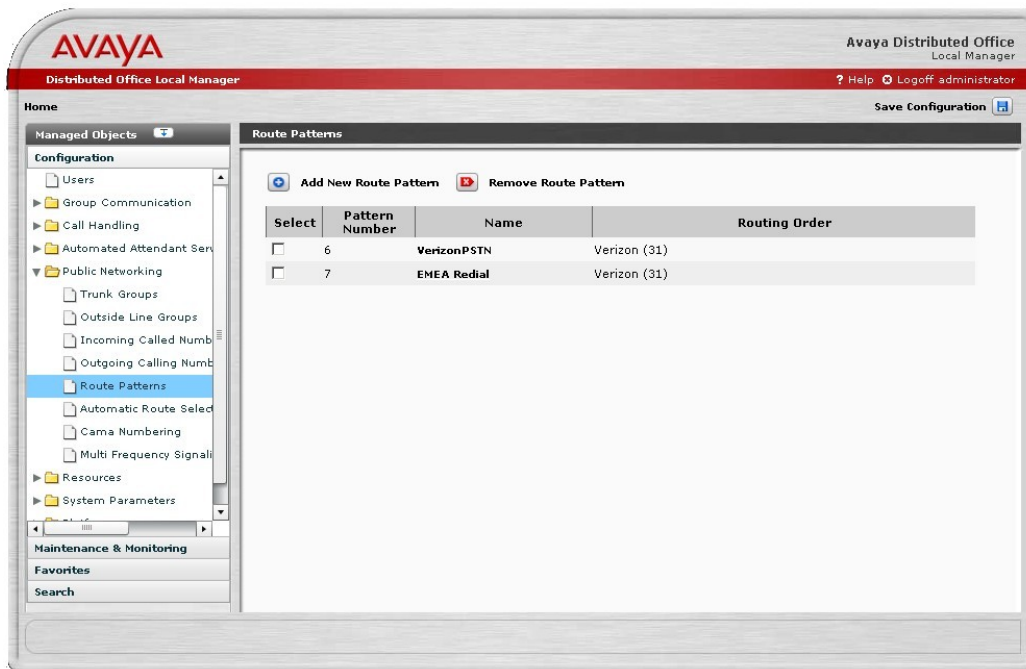 AVAYA
Avaya Distributed Office
Local Manager
Distributed Office Local Manager
? Help Logoff administrator
Home
Save Configuration
Managed Objects
Configuration
Users
Group Communication
Call Handling
Automated Attendant Serv
Public Networking
Trunk Groups
Outside Line Groups
Incoming Called Numb
Outgoing Calling Numb
Route Patterns
Automatic Route Select
Cama Numbering
Multi Frequency Signali
Resources
System Parameters
Maintenance & Monitoring
Favorites
Search
Route Patterns
Add New Route Pattern Remove Route Pattern
Select Pattern Number Name Routing Order
6 VerizonPSTN Verizon (31)
7 EMEA Redial Verizon (31)